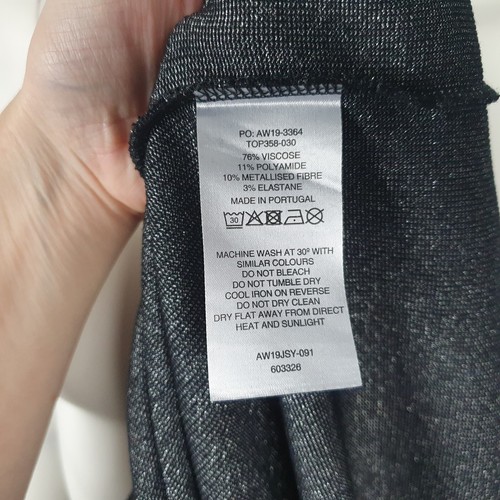 PO: AW19-3364
TOP358-030
76% VISCOSE
11% POLYAMIDE
10% METALLISED FIBRE
3% ELASTANE
MADE IN PORTUGAL
30
MACHINE WASH AT 30º WITH
SIMILAR COLOURS
DO NOT BLEACH
DO NOT TUMBLE DRY
COOL IRON ON REVERSE
DO NOT DRY CLEAN
DRY FLAT AWAY FROM DIRECT
HEAT AND SUNLIGHT
AW19JSY-091
603326